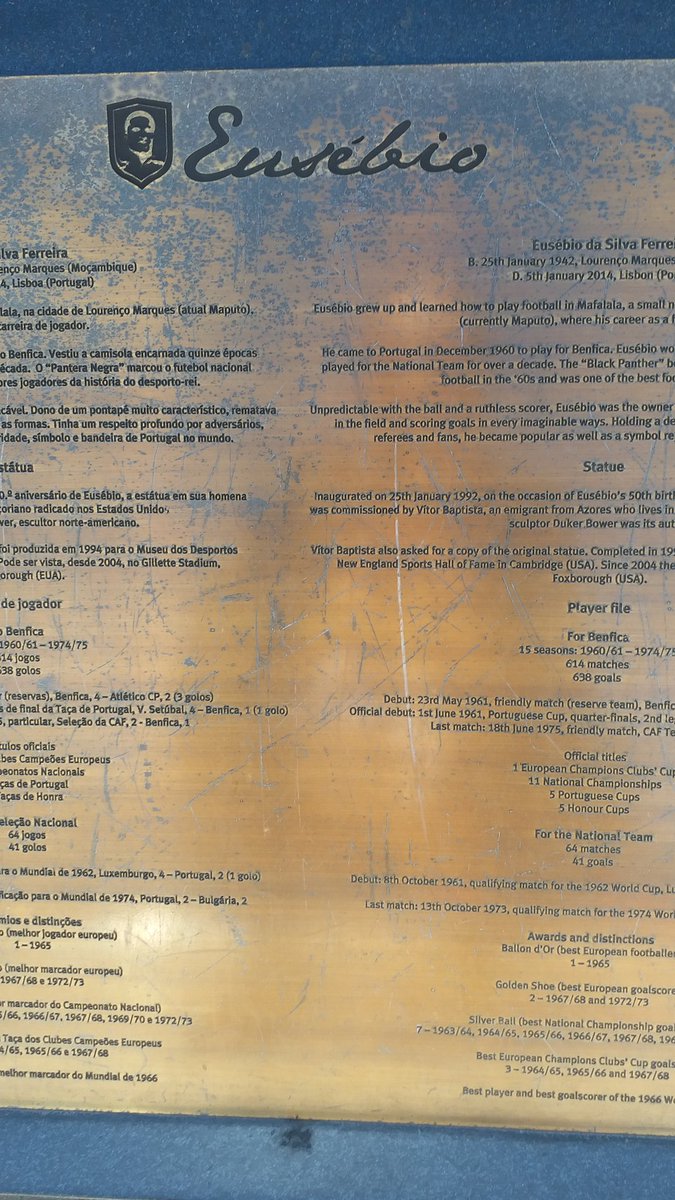 Eusébio
lva Ferreira
enço Marques (Moçambique)
4, Lisboa (Portugal)
alala, na cidade de Lourenço Marques (atual Maputo).
carreira de jogador.
o Benfica. Vestiu a camisola encarnada quinze épocas
década. O "Pantera Negra" marcou o futebol nacional
ores jogadores da história do desporto-rei.
cável. Dono de um pontapé muito característico, rematava
as formas. Tinha um respeito profundo por adversários,
ridade, símbolo e bandeira de Portugal no mundo.
státua
0.º aniversário de Eusébio, a estátua em sua homena
çoriano radicado nos Estados Unidos
wer, escultor norte-americano.
foi produzida em 1994 para o Museu dos Desportos
Pode ser vista, desde 2004, no Gillette Stadium,
orough (EUA).
de jogador
o Benfica
1960/61 – 1974/75
614 jogos
638 golos
r (reservas), Benfica, 4 – Atlético CP, 2 (3 golos)
s de final da Taça de Portugal, V. Setúbal, 4 – Benfica, 1 (1 golo)
5, particular, Seleção da CAF, 2 - Benfica, 1
tulos oficiais
bes Campeões Europeus
peonatos Nacionais
aças de Portugal
Taças de Honra
eleção Nacional
64 jogos
41 golos
ara o Mundial de 1962, Luxemburgo, 4 – Portugal, 2 (1 golo)
ificação para o Mundial de 1974, Portugal, 2 – Bulgária, 2
mios e distinções
o (melhor jogador europeu)
1 – 1965
o (melhor marcador europeu)
1967/68 e 1972/73
or marcador do Campeonato Nacional)
5/66, 1966/67, 1967/68, 1969/70 e 1972/73
a Taça dos Clubes Campeões Europeus
4/65, 1965/66 e 1967/68
melhor marcador do Mundial de 1966
Eusébio da Silva Ferrei
B. 25th January 1942, Lourenço Marques
D. 5th January 2014, Lisbon (Po
Eusébio grew up and learned how to play football in Mafalala, a small n
(currently Maputo), where his career as a f
He came to Portugal in December 1960 to play for Benfica. Eusébio wo
played for the National Team for over a decade. The "Black Panther" be
football in the '60s and was one of the best foo
Unpredictable with the ball and a ruthless scorer, Eusébio was the owner
in the field and scoring goals in every imaginable ways. Holding a de
referees and fans, he became popular as well as a symbol re
Statue
Inaugurated on 25th January 1992, on the occasion of Eusébio's 50th birt
was commissioned by Vítor Baptista, an emigrant from Azores who lives in
sculptor Duker Bower was its aut
Vítor Baptista also asked for a copy of the original statue. Completed in 199
New England Sports Hall of Fame in Cambridge (USA). Since 2004 the
Foxborough (USA).
Player file
For Benfica
15 seasons: 1960/61 – 1974/75
614 matches
638 goals
Debut: 23rd May 1961, friendly match (reserve team), Benfic
Official debut: 1st June 1961, Portuguese Cup, quarter-finals, 2nd leg
Last match: 18th June 1975, friendly match, CAF Te
Official titles
1 European Champions Clubs' Cup
11 National Championships
5 Portuguese Cups
5 Honour Cups
For the National Team
64 matches
41 goals
Debut: 8th October 1961, qualifying match for the 1962 World Cup, Lu
Last match: 13th October 1973, qualifying match for the 1974 Worl
Awards and distinctions
Ballon d'Or (best European footballe
1 – 1965
Golden Shoe (best European goalscore
2 – 1967/68 and 1972/73
Silver Ball (best National Championship goal
7 – 1963/64, 1964/65, 1965/66, 1966/67, 1967/68, 196
Best European Champions Clubs' Cup goals
3 – 1964/65, 1965/66 and 1967/68
Best player and best goalscorer of the 1966 Wo